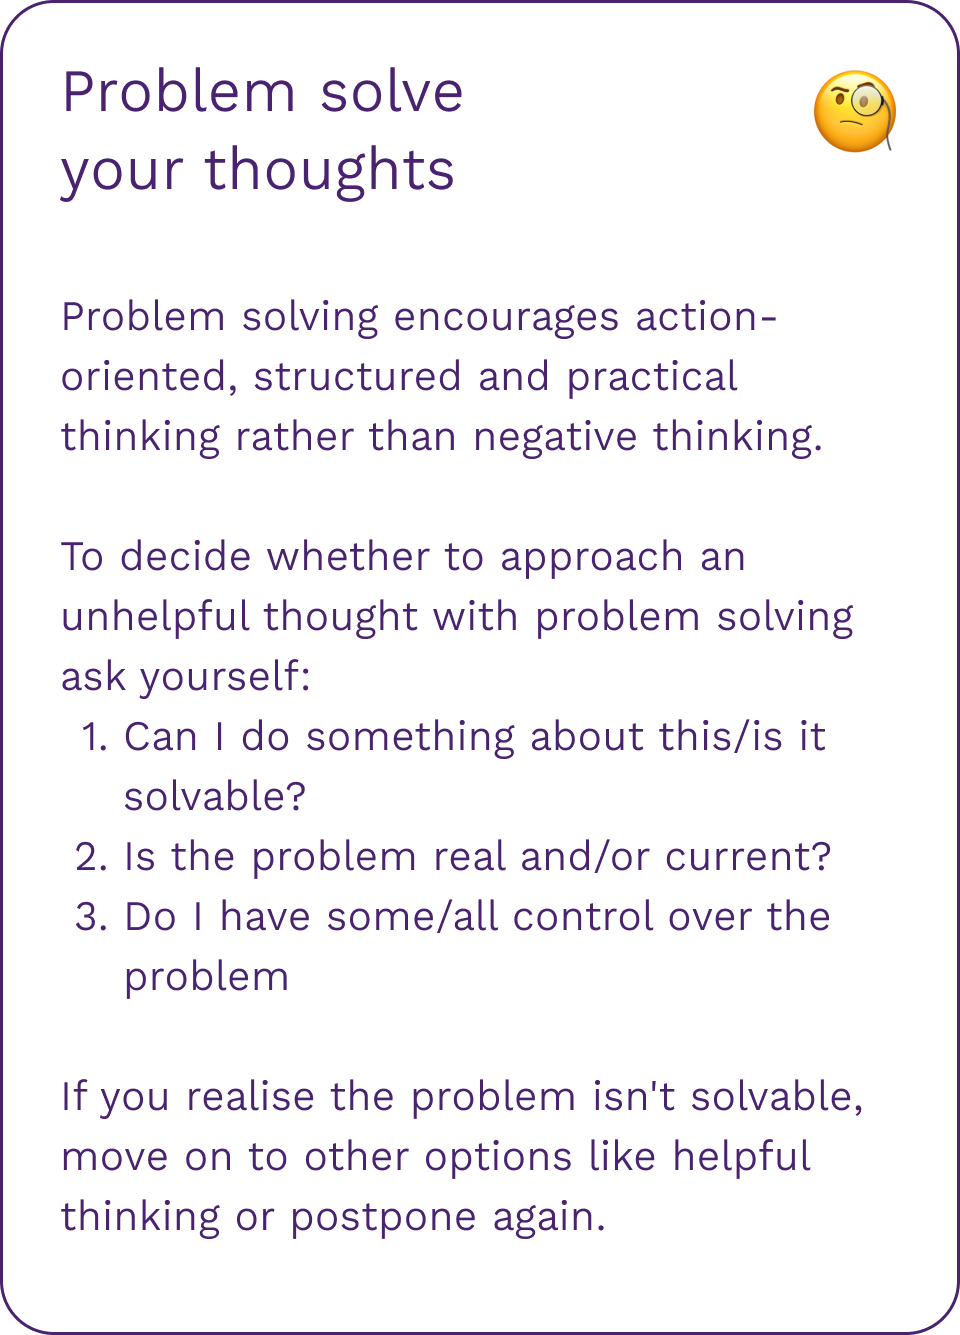 Problem solve
your thoughts
Problem solving encourages action-
oriented, structured and practical
thinking rather than negative thinking.
To decide whether to approach an
unhelpful thought with problem solving
ask yourself:
1. Can I do something about this/is it
solvable?
2. Is the problem real and/or current?
3. Do I have some/all control over the
problem
If you realise the problem isn't solvable,
move on to other options like helpful
thinking or postpone again.